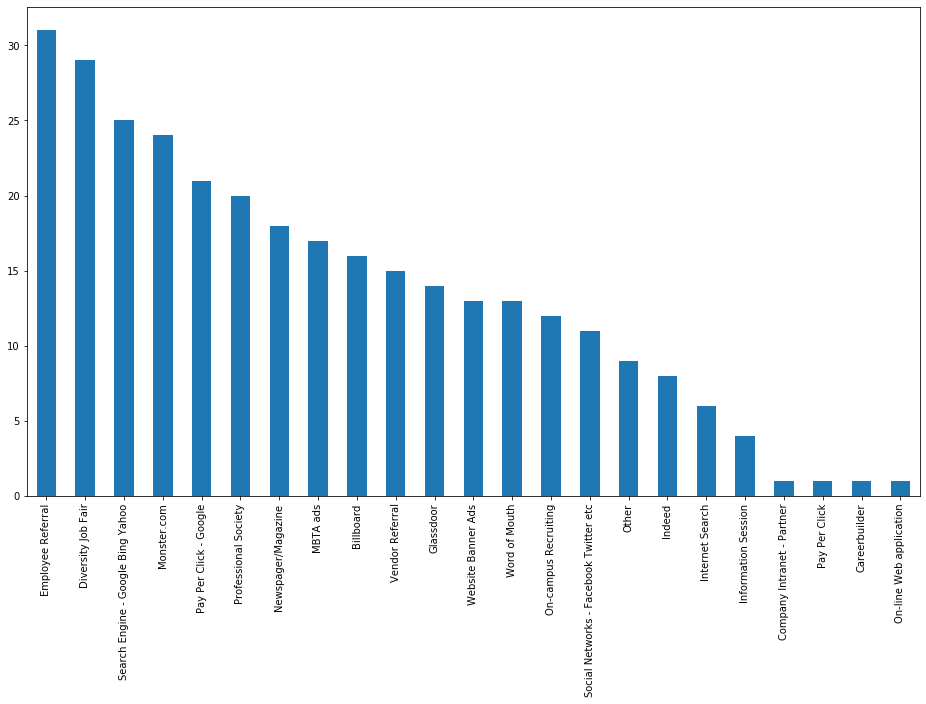 30
25
20
15
10
5
0
Employee Referral
Diversity Job Fair
Search Engine - Google Bing Yahoo
Monster.com
Pay Per Click - Google
Professional Society
Newspager/Magazine
MBTA ads
Billboard
Vendor Referral
Glassdoor
Website Banner Ads
Word of Mouth
On-campus Recruiting
Social Networks - Facebook Twitter etc
Other
Indeed
Internet Search
Information Session
Company Intranet - Partner
Pay Per Click
Careerbuilder
On-line Web application